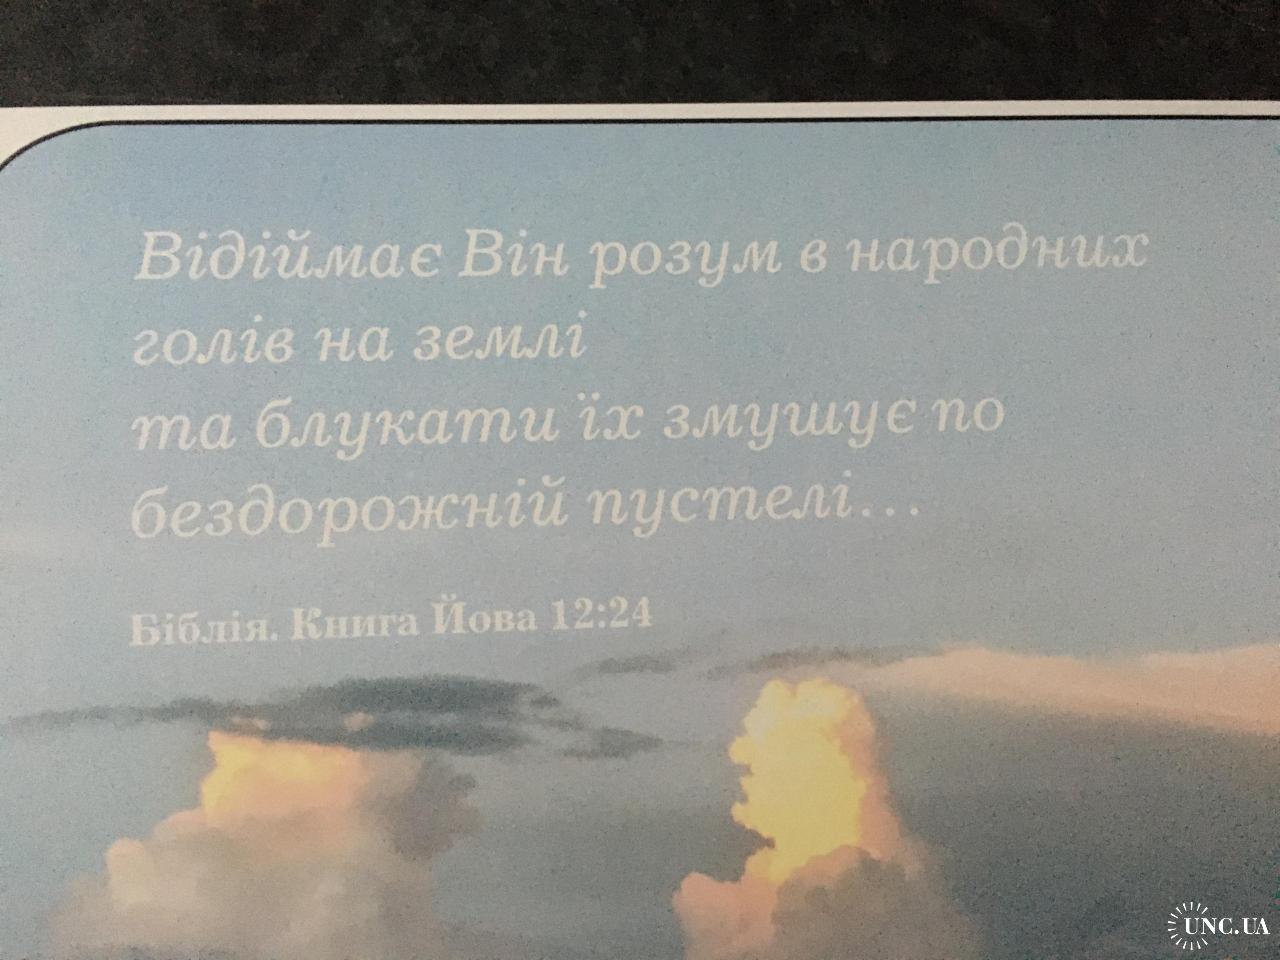 Відіймає Він розум в народних
голів на землі
та блукати їх змушує по
бездорожній пустелі...
Біблія. Книга Йова 12:24
UNC.UA